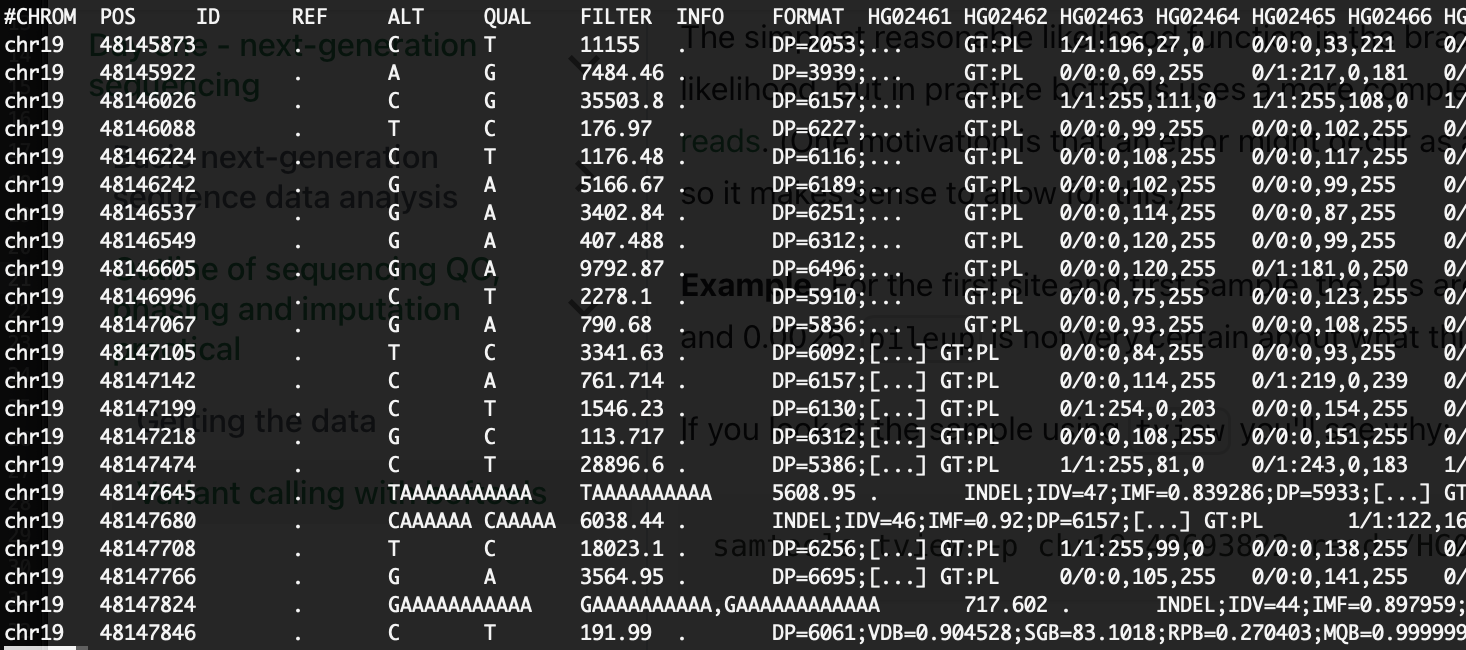 #CHROM POS ID REF ALT QUAL FILTER INFO FORMAT HG02461 HG02462 HG02463 HG02464 HG02465 HG02466 HG
chr19 48145873 . C T 11155 . DP=2053;... GT:PL 1/1:196,27,0 0/0:0,33,221 0/
chr19 48145922 . A G 7484.46 . DP=3939;... GT:PL 0/0:0,69,255 0/1:217,0,181 0/
chr19 48146026 . C G 35503.8 . DP=6157;... GT:PL 1/1:255,111,0 1/1:255,108,0 1/
chr19 48146088 . T C 176.97 . DP=6227;... GT:PL 0/0:0,99,255 0/0:0,102,255 0/
chr19 48146224 . C T 1176.48 . DP=6116;... GT:PL 0/0:0,108,255 0/0:0,117,255 0/
chr19 48146242 . G A 5166.67 . DP=6189;... GT:PL 0/0:0,102,255 0/0:0,99,255 0/
chr19 48146537 . G A 3402.84 . DP=6251;... GT:PL 0/0:0,114,255 0/0:0,87,255 0/
chr19 48146549 . G A 407.488 . DP=6312;... GT:PL 0/0:0,120,255 0/0:0,99,255 0/
chr19 48146605 . G A 9792.87 . DP=6496;... GT:PL 0/0:0,120,255 0/1:181,0,250 0/
chr19 48146996 . C T 2278.1 . DP=5910;... GT:PL 0/0:0,75,255 0/0:0,123,255 0/
chr19 48147067 . G A 790.68 . DP=5836;... GT:PL 0/0:0,93,255 0/0:0,108,255 0/
chr19 48147105 . T C 3341.63 . DP=6092;[...] GT:PL 0/0:0,84,255 0/0:0,93,255 0/
chr19 48147142 . C A 761.714 . DP=6157;[...] GT:PL 0/0:0,114,255 0/1:219,0,239 0/
chr19 48147199 . C T 1546.23 . DP=6130;[...] GT:PL 0/1:254,0,203 0/0:0,154,255 0/
chr19 48147218 . G C 113.717 . DP=6312;[...] GT:PL 0/0:0,108,255 0/0:0,151,255 0/
chr19 48147474 . C T 28896.6 . DP=5386;[...] GT:PL 1/1:255,81,0 0/1:243,0,183 1/
chr19 48147645 . TAAAAAAAAAAA TAAAAAAAAAA 5608.95 . INDEL;IDV=47;IMF=0.839286;DP=5933;[...] GT
chr19 48147680 . CAAAAAA CAAAAA 6038.44 . INDEL;IDV=46;IMF=0.92;DP=6157;[...] GT:PL 1/1:122,16
chr19 48147708 . T C 18023.1 . DP=6256;[...] GT:PL 1/1:255,99,0 0/0:0,138,255 0/
chr19 48147766 . G A 3564.95 . DP=6695;[...] GT:PL 0/0:0,105,255 0/0:0,141,255 0/
chr19 48147824 . GAAAAAAAAAAA GAAAAAAAAAA,GAAAAAAAAAAAA 717.602 . INDEL;IDV=44;IMF=0.897959;
chr19 48147846 . C T 191.99 . DP=6061;VDB=0.904528;SGB=83.1018;RPB=0.270403;MQB=0.999999